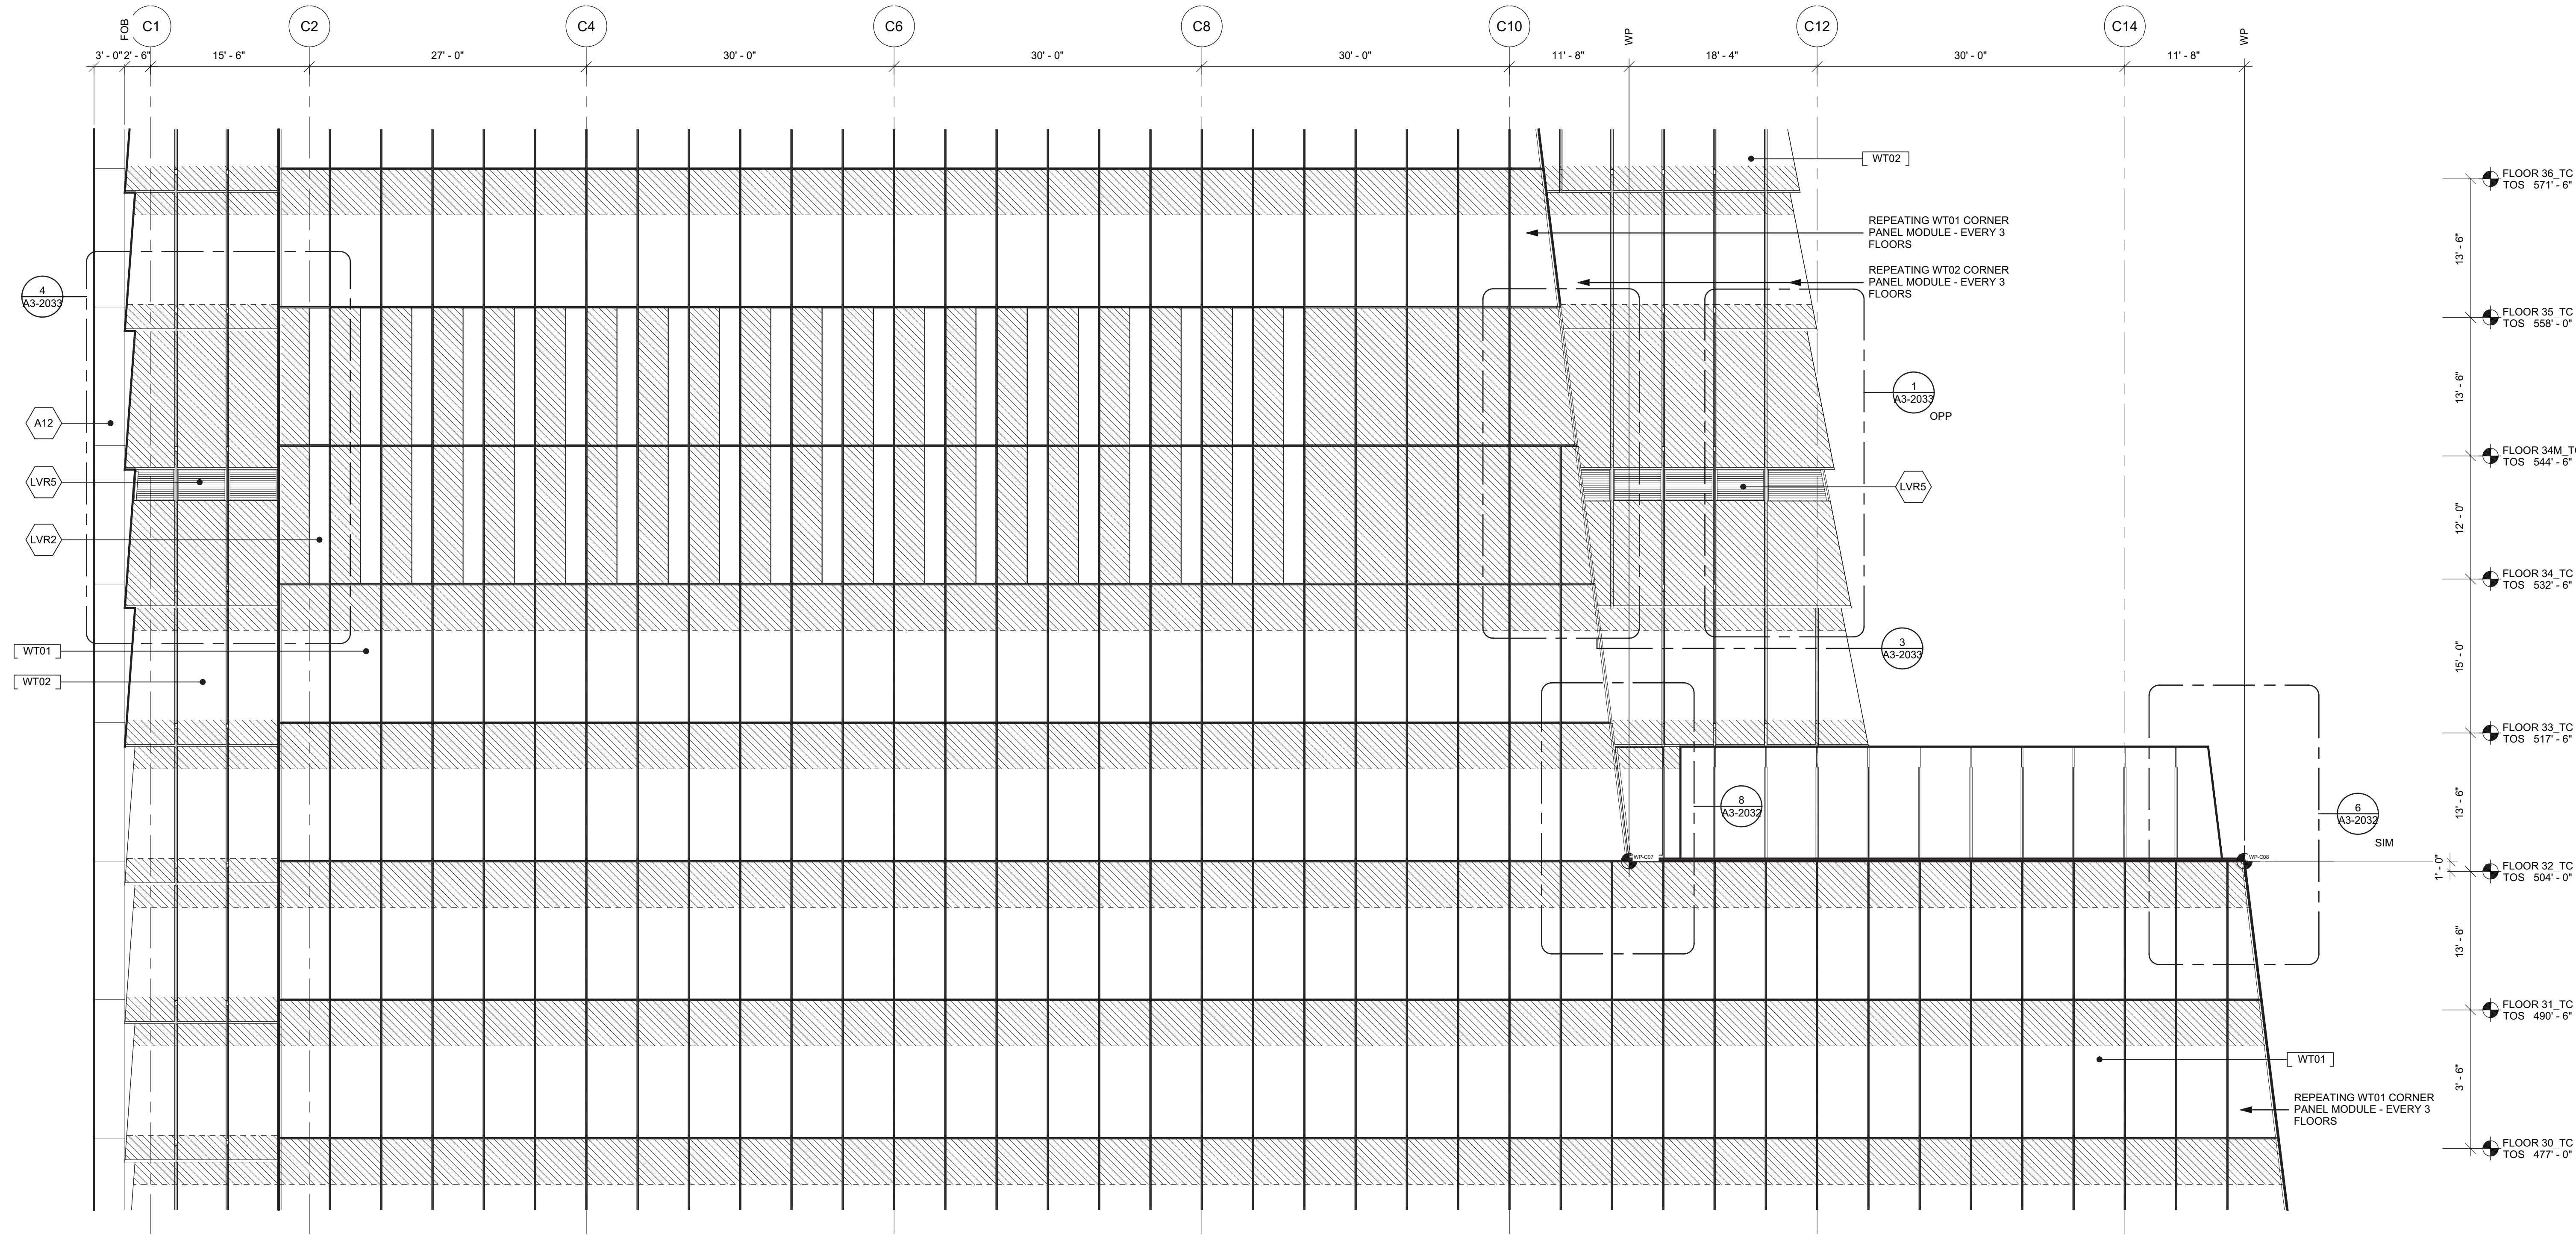 FOB
C1
C2
C4
C6
C8
C10
WP
C12
C14
WP
3' - 0"
2' - 6"
15' - 6"
27' - 0"
30' - 0"
30' - 0"
30' - 0"
11' - 8"
18' - 4"
30' - 0"
11' - 8"
WT02
FLOOR 36_TC
TOS 571' - 6"
REPEATING WT01 CORNER
PANEL MODULE - EVERY 3
FLOORS
13' - 6"
REPEATING WT02 CORNER
PANEL MODULE - EVERY 3
FLOORS
4
A3-2033
FLOOR 35_TC
TOS 558' - 0"
1
A3-2033
OPP
13' - 6"
A12
FLOOR 34M_TC
TOS 544' - 6"
LVR5
LVR5
12' - 0"
LVR2
FLOOR 34_TC
TOS 532' - 6"
WT01
3
A3-2033
15' - 0"
WT02
FLOOR 33_TC
TOS 517' - 6"
8
A3-2032
6
A3-2032
SIM
13' - 6"
WP-C07
WP-C08
1' - 0"
FLOOR 32_TC
TOS 504' - 0"
13' - 6"
FLOOR 31_TC
TOS 490' - 6"
WT01
3' - 6"
REPEATING WT01 CORNER
PANEL MODULE - EVERY 3
FLOORS
FLOOR 30_TC
TOS 477' - 0"